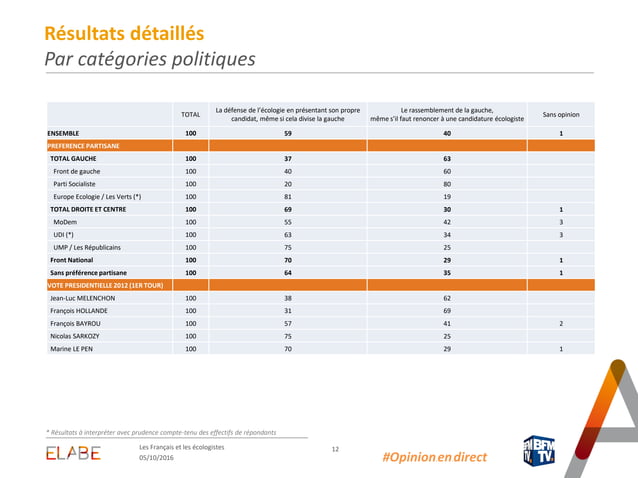 Résultats détaillés
Par catégories politiques
TOTAL
La défense de l'écologie en présentant son propre
candidat, même si cela divise la gauche
Le rassemblement de la gauche,
même s'il faut renoncer à une candidature écologiste
Sans opinion
ENSEMBLE 100 59 40 1
PREFERENCE PARTISANE
TOTAL GAUCHE 100 37 63
Front de gauche 100 40 60
Parti Socialiste 100 20 80
Europe Ecologie / Les Verts (*) 100 81 19
TOTAL DROITE ET CENTRE 100 69 30 1
MoDem 100 55 42 3
UDI (*) 100 63 34 3
UMP / Les Républicains 100 75 25
Front National 100 70 29 1
Sans préférence partisane 100 64 35 1
VOTE PRESIDENTIELLE 2012 (1ER TOUR)
Jean-Luc MELENCHON 100 38 62
François HOLLANDE 100 31 69
François BAYROU 100 57 41 2
Nicolas SARKOZY 100 75 25
Marine LE PEN 100 70 29 1
* Résultats à interpréter avec prudence compte-tenu des effectifs de répondants
ELABE
Les Français et les écologistes
05/10/2016
12
#Opinionendirect
BFM
TV.